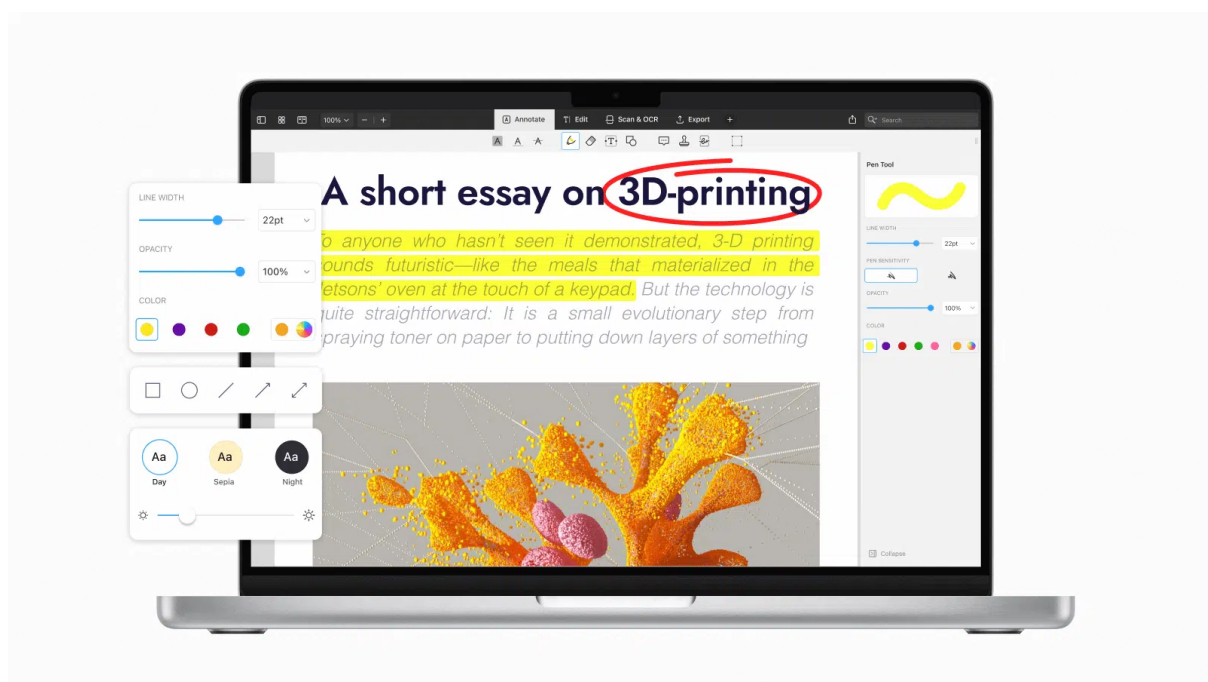 100%
Annotate
Edit
Scan & OCR
Export
Search
A short essay on 3D-printing
o anyone who hasn't seen it demonstrated, 3-D printing
ounds futuristic—like the meals that materialized in the
etsons' oven at the touch of a keypad. But the technology is
uite straightforward: It is a small evolutionary step from
praying toner on paper to putting down layers of something
LINE WIDTH
22pt
OPACITY
100%
COLOR
Aa Aa Aa
Day Sepia Night
Pen Tool
LINE WIDTH
22pt
PEN SENSITIVITY
OPACITY
100%
COLOR
Collapse